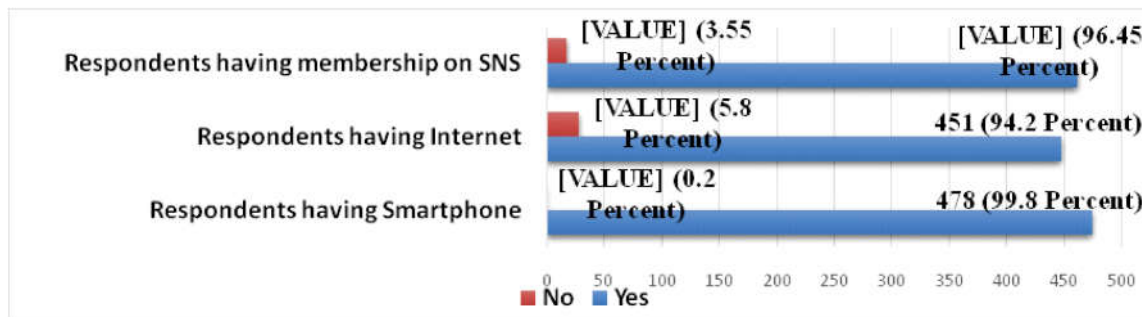 [VALUE] (3.55
Percent)
[VALUE] (96.45
Percent)
Respondents having membership on SNS
[VALUE] (5.8
Percent)
451 (94.2 Percent)
Respondents having Internet
[VALUE] (0.2
Percent)
478 (99.8 Percent)
Respondents having Smartphone
0 50 100 150 200 250 300 350 400 450 500
No Yes